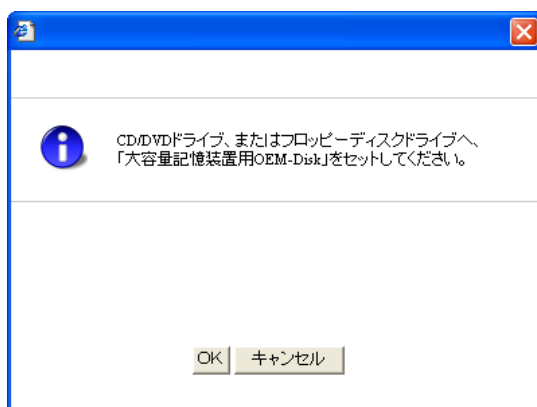 CD/DVDドライブ、またはフロッピーディスクドライブへ、
「大容量記憶装置用OEM-Disk」をセットしてください。
OK キャンセル